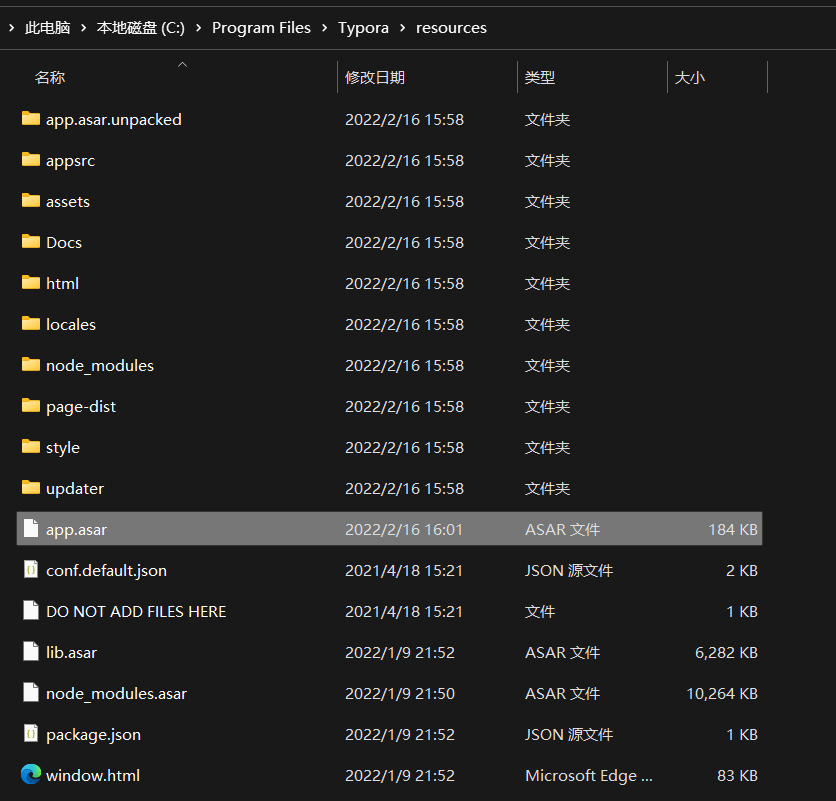 此电脑 本地磁盘 (C:) Program Files Typora resources
名称 修改日期 类型 大小
app.asar.unpacked 2022/2/16 15:58 文件夹
appsrc 2022/2/16 15:58 文件夹
assets 2022/2/16 15:58 文件夹
Docs 2022/2/16 15:58 文件夹
html 2022/2/16 15:58 文件夹
locales 2022/2/16 15:58 文件夹
node_modules 2022/2/16 15:58 文件夹
page-dist 2022/2/16 15:58 文件夹
style 2022/2/16 15:58 文件夹
updater 2022/2/16 15:58 文件夹
app.asar 2022/2/16 16:01 ASAR 文件 184 KB
conf.default.json 2021/4/18 15:21 JSON 源文件 2 KB
DO NOT ADD FILES HERE 2021/4/18 15:21 文件 1 KB
lib.asar 2022/1/9 21:52 ASAR 文件 6,282 KB
node_modules.asar 2022/1/9 21:50 ASAR 文件 10,264 KB
package.json 2022/1/9 21:52 JSON 源文件 1 KB
window.html 2022/1/9 21:52 Microsoft Edge ... 83 KB